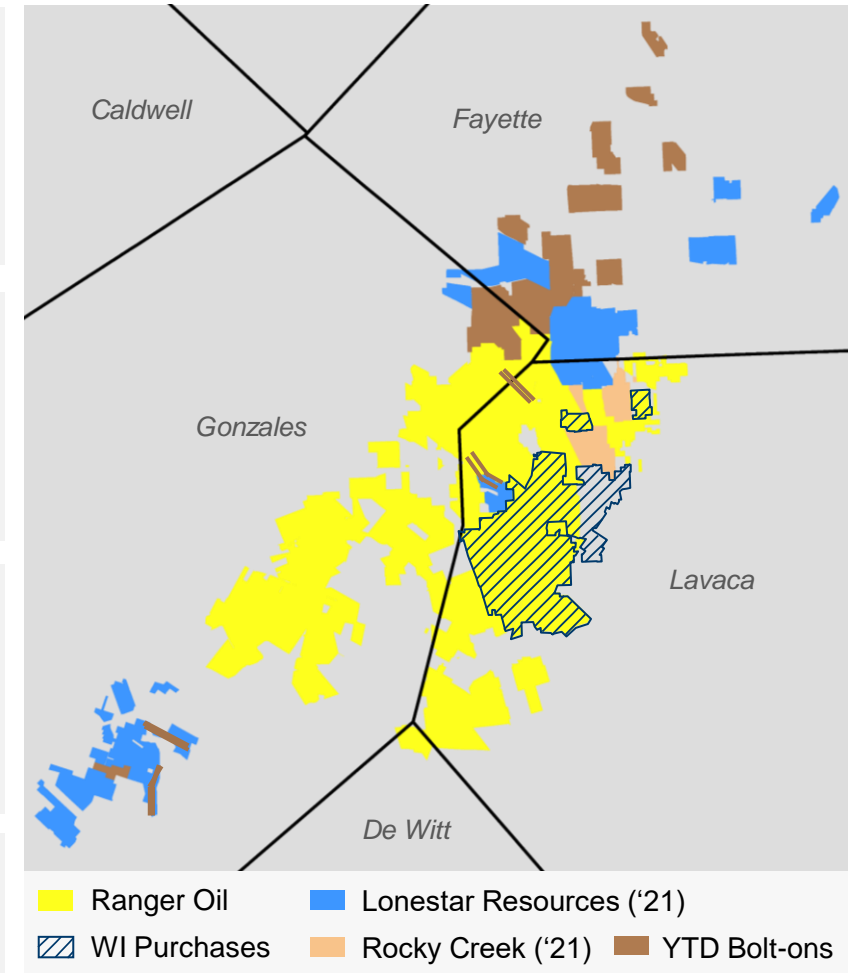 Caldwell
Fayette
Gonzales
Lavaca
De Witt
Ranger Oil
Lonestar Resources (‘21)
WI Purchases
Rocky Creek (‘21)
YTD Bolt-ons